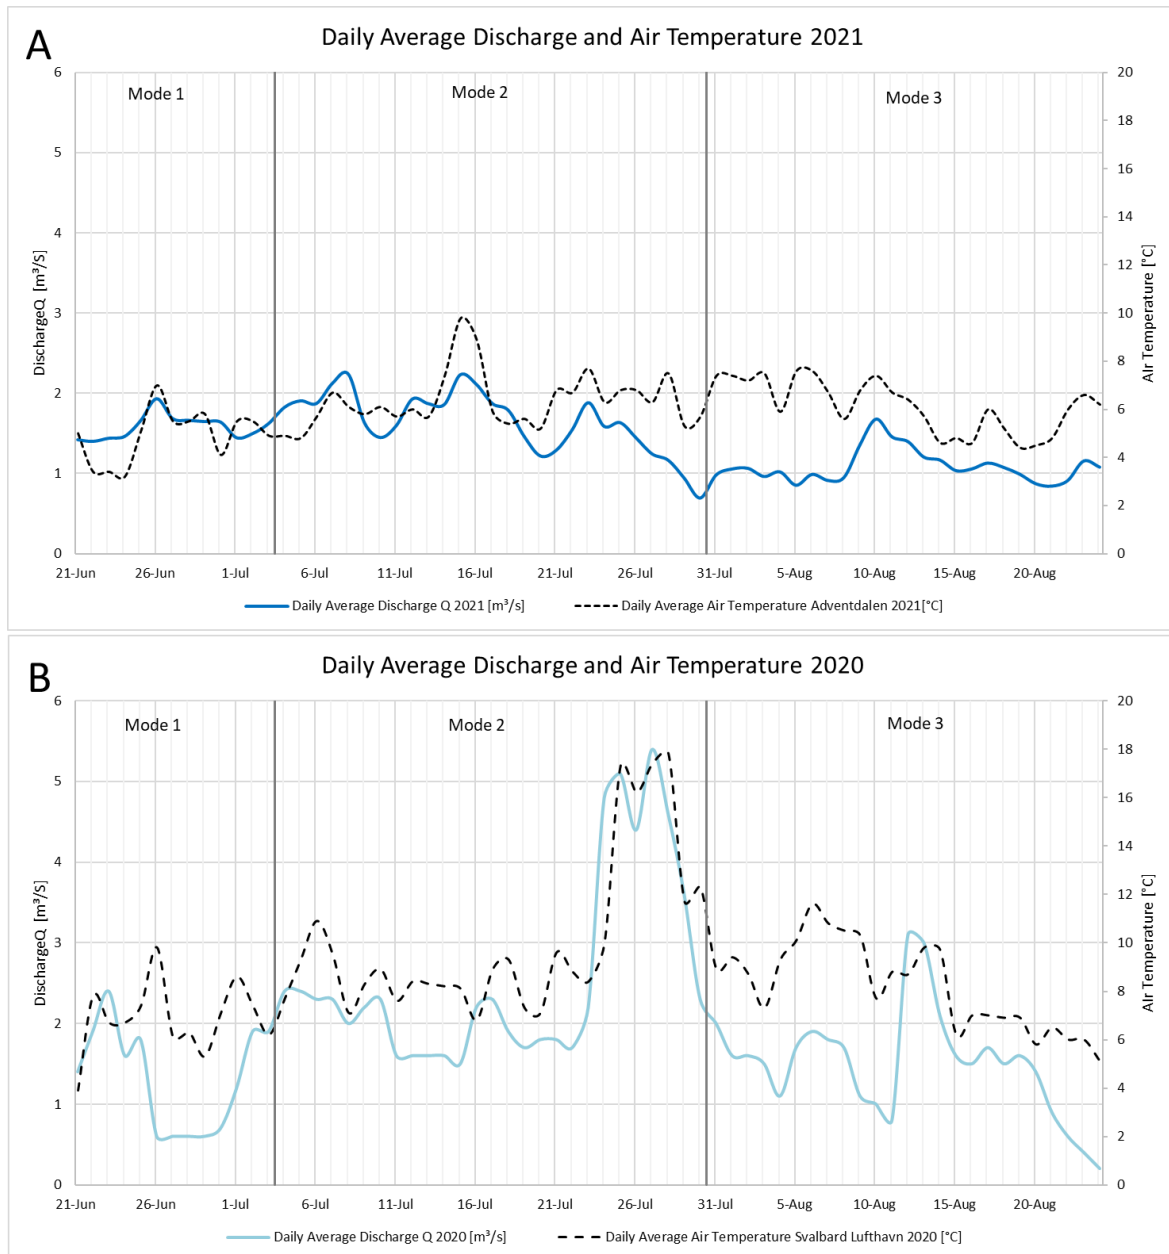 A
Daily Average Discharge and Air Temperature 2021
6
5
4
3
2
1
0
20
18
16
14
12
10
8
6
4
2
0
Mode 1
Mode 2
Mode 3
DischargeQ [m³/S]
AIr Temperature [°C]
21-Jun 26-Jun 1-Jul 6-Jul 11-Jul 16-Jul 21-Jul 26-Jul 31-Jul 5-Aug 10-Aug 15-Aug 20-Aug
Daily Average Discharge Q 2021 [m³/s] Daily Average Air Temperature Adventdalen 2021[°C]
B
Daily Average Discharge and Air Temperature 2020
6
5
4
3
2
1
0
20
18
16
14
12
10
8
6
4
2
0
Mode 1
Mode 2
Mode 3
DischargeQ [m³/S]
AIr Temperature [°C]
21-Jun 26-Jun 1-Jul 6-Jul 11-Jul 16-Jul 21-Jul 26-Jul 31-Jul 5-Aug 10-Aug 15-Aug 20-Aug
Daily Average Discharge Q 2020 [m³/s] Daily Average Air Temperature Svalbard Lufthavn 2020 [°C]